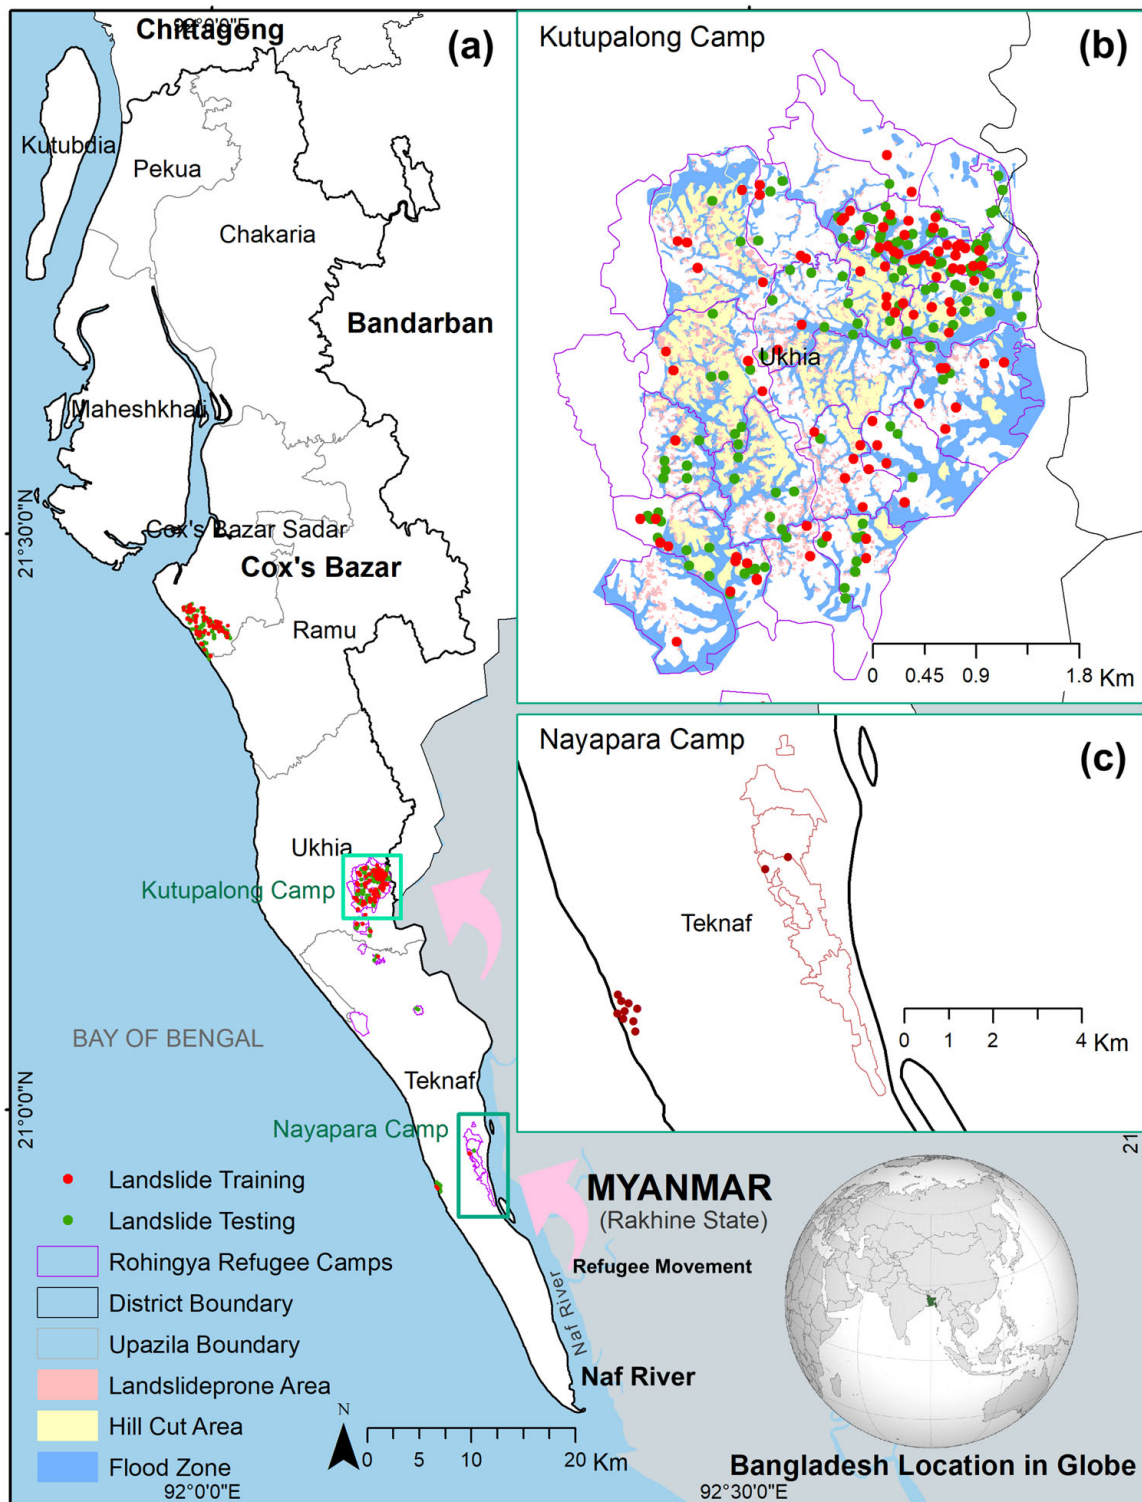 92°0'0"E
Chittagong
(a)
Kutubdia
Pekua
Chakaria
Bandarban
Maheshkhali
Cox's Bazar Sadar
Cox's Bazar
Ramu
21°30'0"N
Ukhia
Kutupalong Camp
BAY OF BENGAL
Teknaf
21°0'0"N
Nayapara Camp
Kutupalong Camp
(b)
Ukhia
0 0.45 0.9 1.8 Km
Nayapara Camp
(c)
Teknaf
0 1 2 4 Km
21
MYANMAR
(Rakhine State)
Refugee Movement
Naf River
Naf River
Landslide Training
Landslide Testing
Rohingya Refugee Camps
District Boundary
Upazila Boundary
Landslideprone Area
Hill Cut Area
Flood Zone
N
0 5 10 20 Km
Bangladesh Location in Globe
92°0'0"E
92°30'0"E